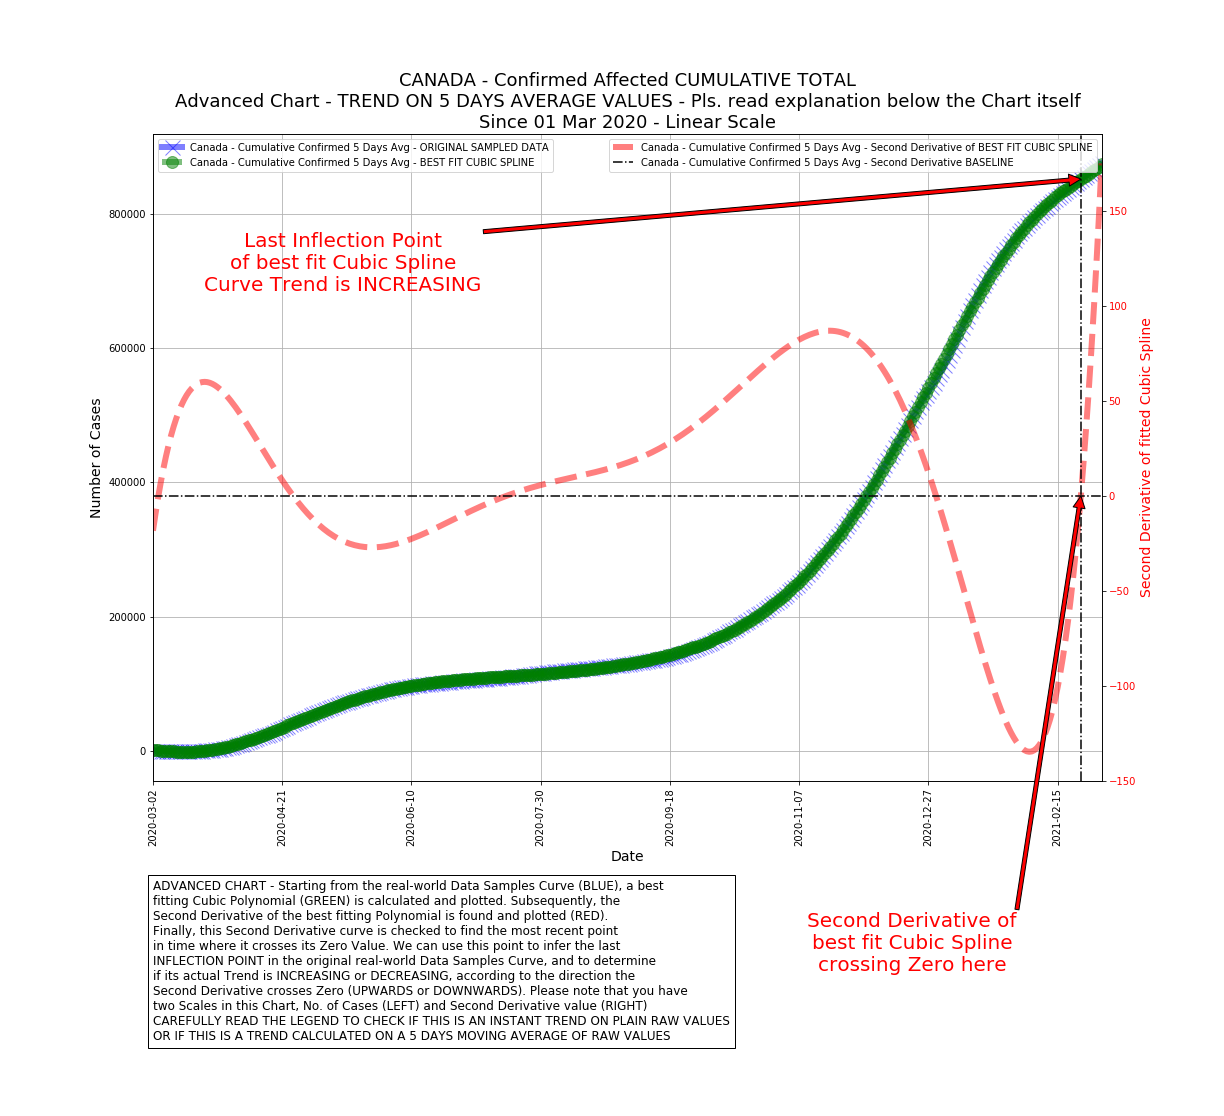 CANADA - Confirmed Affected CUMULATIVE TOTAL
Advanced Chart - TREND ON 5 DAYS AVERAGE VALUES - Pls. read explanation below the Chart itself
Since 01 Mar 2020 - Linear Scale
Canada - Cumulative Confirmed 5 Days Avg - ORIGINAL SAMPLED DATA
Canada - Cumulative Confirmed 5 Days Avg - BEST FIT CUBIC SPLINE
Canada - Cumulative Confirmed 5 Days Avg - Second Derivative of BEST FIT CUBIC SPLINE
Canada - Cumulative Confirmed 5 Days Avg - Second Derivative BASELINE
Last Inflection Point
of best fit Cubic Spline
Curve Trend is INCREASING
Number of Cases
800000
600000
400000
200000
0
150
100
50
0
−50
−100
−150
Second Derivative of fitted Cubic Spline
2020-03-02
2020-04-21
2020-06-10
2020-07-30
2020-09-18
2020-11-07
2020-12-27
2021-02-15
Date
Second Derivative of
best fit Cubic Spline
crossing Zero here
ADVANCED CHART - Starting from the real-world Data Samples Curve (BLUE), a best
fitting Cubic Polynomial (GREEN) is calculated and plotted. Subsequently, the
Second Derivative of the best fitting Polynomial is found and plotted (RED).
Finally, this Second Derivative curve is checked to find the most recent point
in time where it crosses its Zero Value. We can use this point to infer the last
INFLECTION POINT in the original real-world Data Samples Curve, and to determine
if its actual Trend is INCREASING or DECREASING, according to the direction the
Second Derivative crosses Zero (UPWARDS or DOWNWARDS). Please note that you have
two Scales in this Chart, No. of Cases (LEFT) and Second Derivative value (RIGHT)
CAREFULLY READ THE LEGEND TO CHECK IF THIS IS AN INSTANT TREND ON PLAIN RAW VALUES
OR IF THIS IS A TREND CALCULATED ON A 5 DAYS MOVING AVERAGE OF RAW VALUES